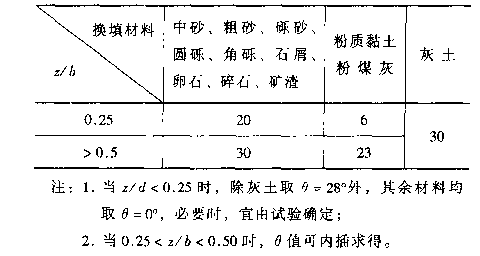 换填材料
z/b
中砂、粗砂、砾砂、
圆砾、角砾、石屑、
卵石、碎石、矿渣
粉质黏土
粉煤灰
灰土
0.25 20 6
30
>0.5 30 23
注：1. 当 z/d<0.25 时，除灰土取 θ=28°外，其余材料均
取 θ=0°，必要时，宜由试验确定；
2. 当 0.25<z/b<0.50 时，θ 值可内插求得。